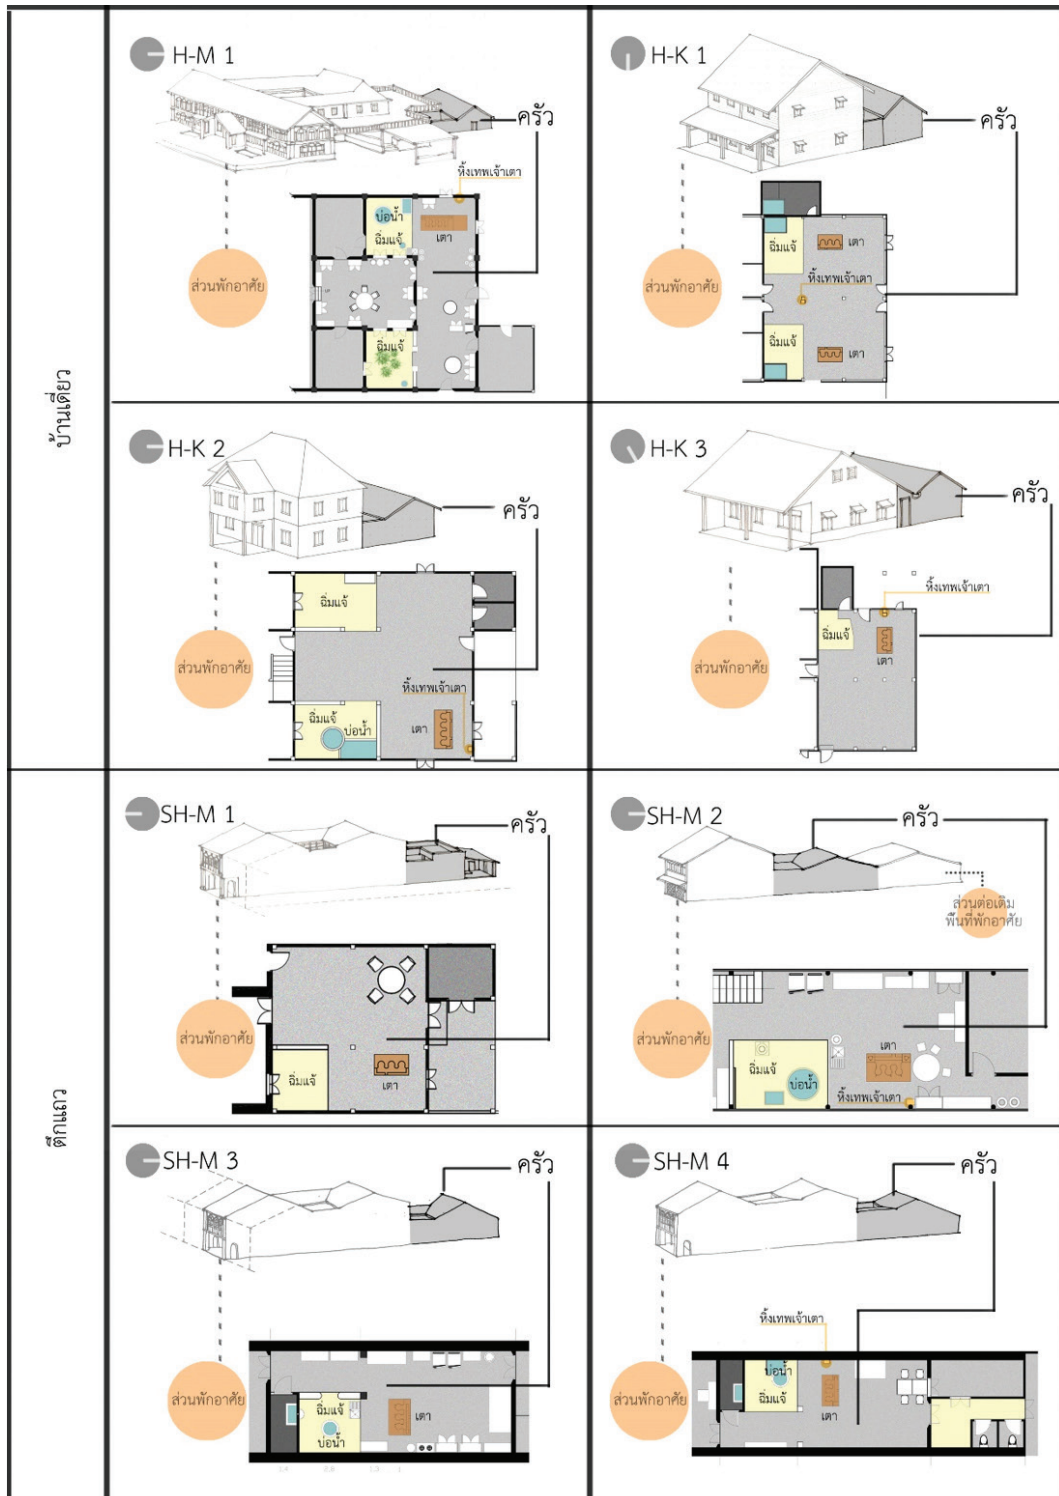 บ้านเดี่ยว
H-M 1
ครัว
หิ้งเทพเจ้าเตา
บ่อน้ำ
ฉิ่มแจ้
เตา
ส่วนพักอาศัย
ฉิ่มแจ้
H-K 1
ครัว
ส่วนพักอาศัย
ฉิ่มแจ้
เตา
หิ้งเทพเจ้าเตา
ฉิ่มแจ้
เตา
H-K 2
ครัว
ฉิ่มแจ้
ส่วนพักอาศัย
หิ้งเทพเจ้าเตา
ฉิ่มแจ้
บ่อน้ำ
เตา
H-K 3
ครัว
หิ้งเทพเจ้าเตา
ฉิ่มแจ้
เตา
ส่วนพักอาศัย
ตึกแถว
SH-M 1
ครัว
ส่วนพักอาศัย
ฉิ่มแจ้
เตา
SH-M 2
ครัว
ส่วนต่อเติม
พื้นที่พักอาศัย
ส่วนพักอาศัย
เตา
ฉิ่มแจ้
บ่อน้ำ
หิ้งเทพเจ้าเตา
SH-M 3
ครัว
ส่วนพักอาศัย
ฉิ่มแจ้
เตา
บ่อน้ำ
SH-M 4
ครัว
หิ้งเทพเจ้าเตา
บ่อน้ำ
ส่วนพักอาศัย
ฉิ่มแจ้
เตา